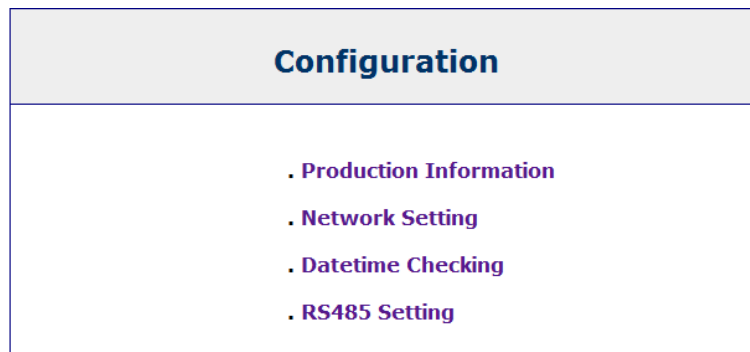 Configuration
. Production Information
. Network Setting
. Datetime Checking
. RS485 Setting